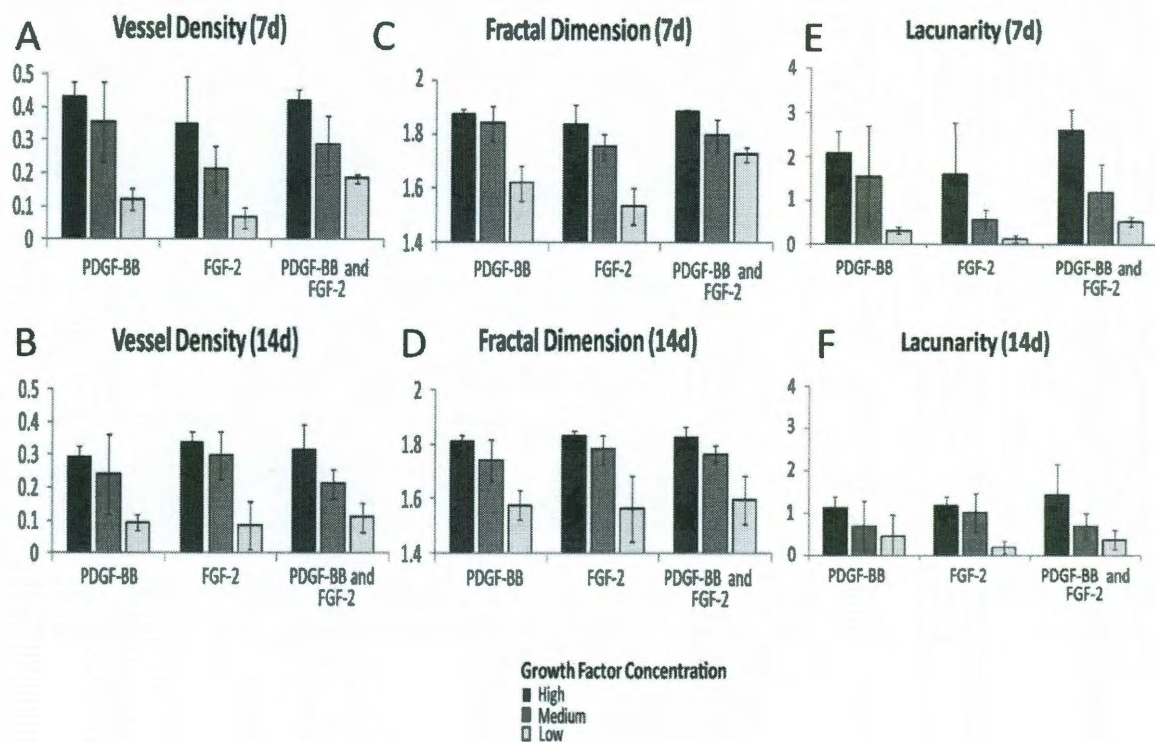 A
Vessel Density (7d)
0.5
0.4
0.3
0.2
0.1
0
PDGF-BB
FGF-2
PDGF-BB and
FGF-2
C
Fractal Dimension (7d)
2
1.8
1.6
1.4
PDGF-BB
FGF-2
PDGF-BB and
FGF-2
E
Lacunarity (7d)
4
3
2
1
0
PDGF-BB
FGF-2
PDGF-BB and
FGF-2
B
Vessel Density (14d)
0.5
0.4
0.3
0.2
0.1
0
PDGF-BB
FGF-2
PDGF-BB and
FGF-2
D
Fractal Dimension (14d)
2
1.8
1.6
1.4
PDGF-BB
FGF-2
PDGF-BB and
FGF-2
F
Lacunarity (14d)
4
3
2
1
0
PDGF-BB
FGF-2
PDGF-BB and
FGF-2
Growth Factor Concentration
High
Medium
Low